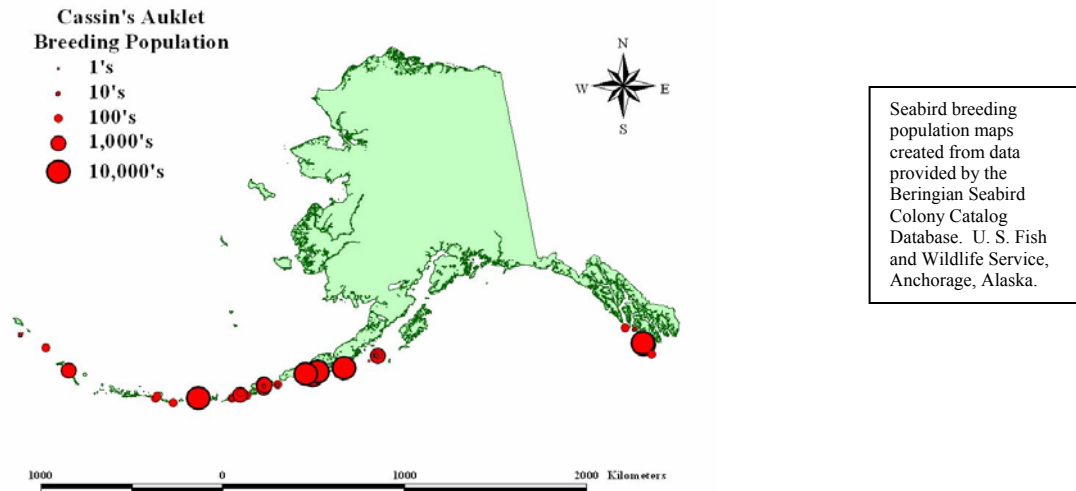 Cassin's Auklet
Breeding Population
1's
10's
100's
1,000's
10,000's
N
W E
S
Seabird breeding
population maps
created from data
provided by the
Beringian Seabird
Colony Catalog
Database. U. S. Fish
and Wildlife Service,
Anchorage, Alaska.
1000 0 1000 2000 Kilometers